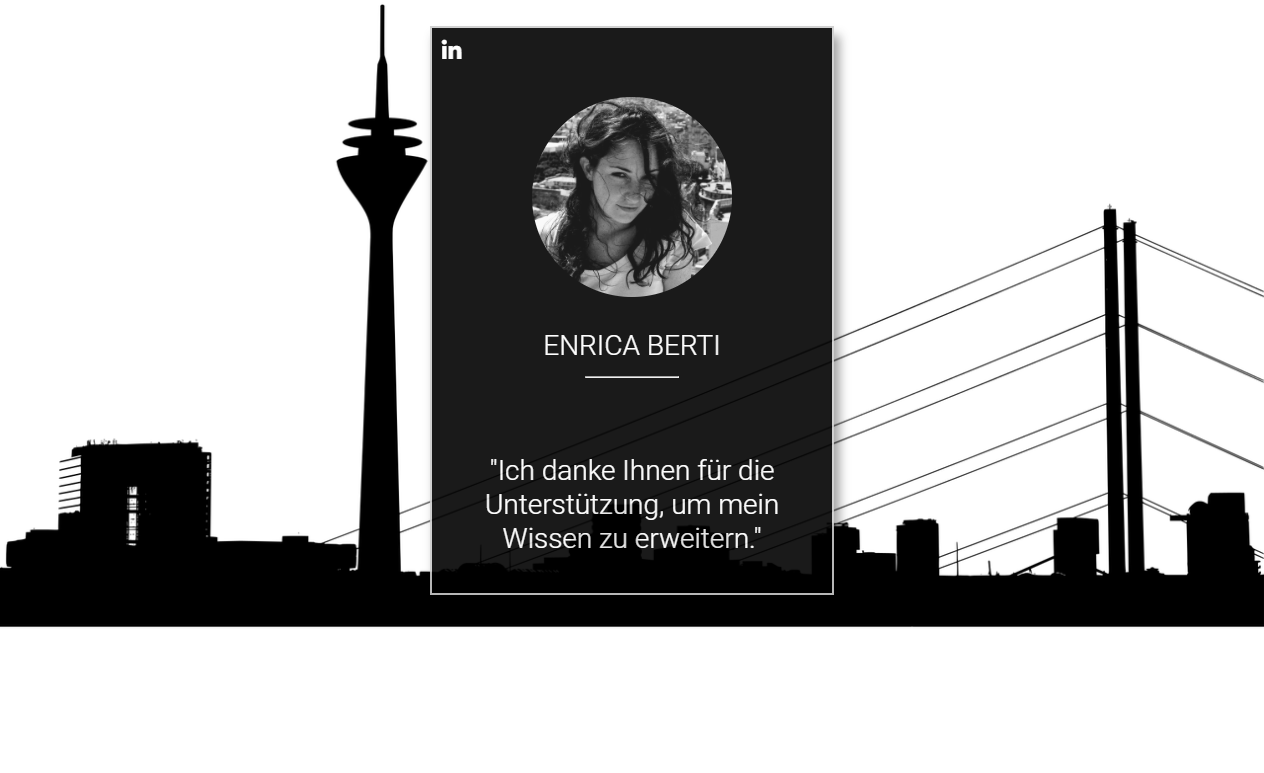 in
ENRICA BERTI
"Ich danke Ihnen für die
Unterstützung, um mein
Wissen zu erweitern."